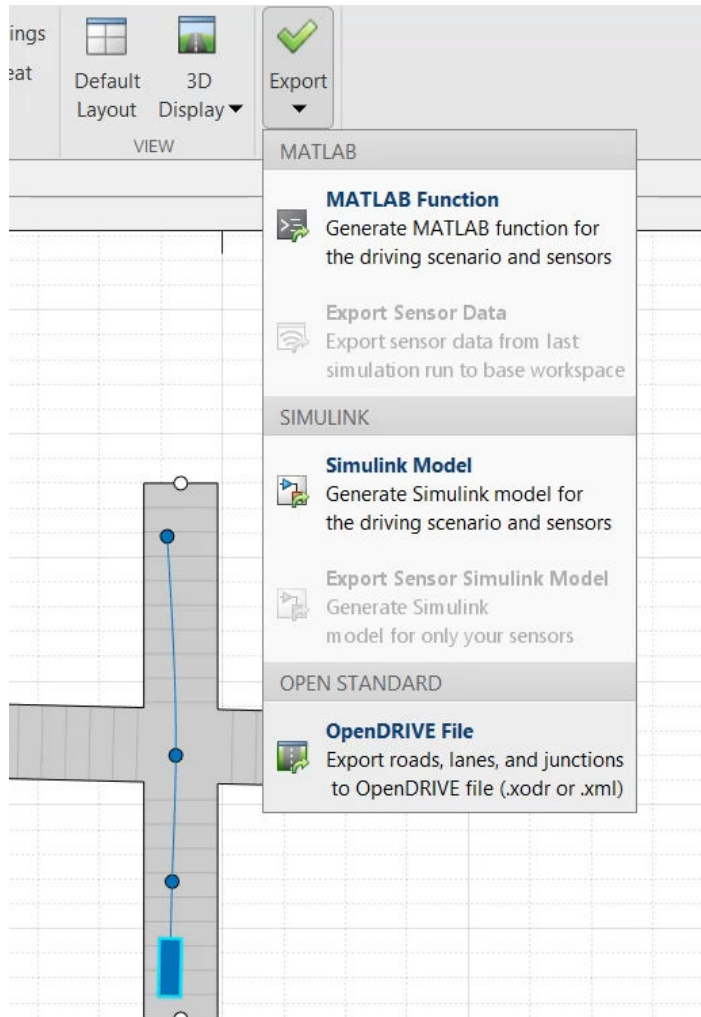 Default
Layout
3D
Display
Export
VIEW
MATLAB
MATLAB Function
Generate MATLAB function for
the driving scenario and sensors
Export Sensor Data
Export sensor data from last
simulation run to base workspace
SIMULINK
Simulink Model
Generate Simulink model for
the driving scenario and sensors
Export Sensor Simulink Model
Generate Simulink
model for only your sensors
OPEN STANDARD
OpenDRIVE File
Export roads, lanes, and junctions
to OpenDRIVE file (.xodr or .xml)